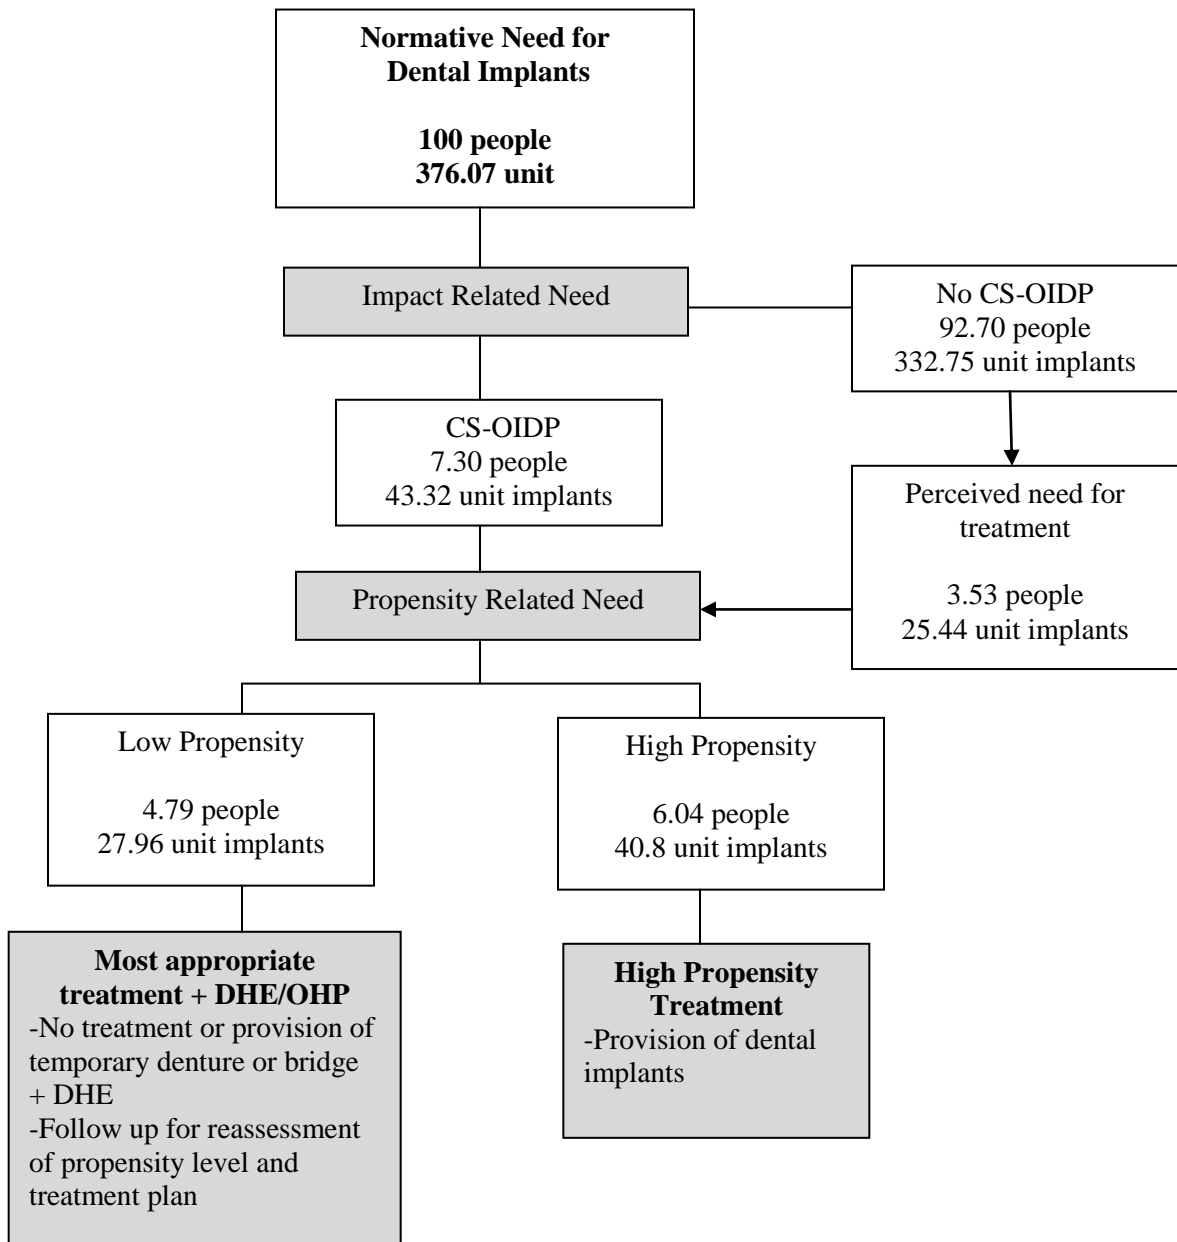 Normative Need for
Dental Implants
100 people
376.07 unit
Impact Related Need
No CS-OIDP
92.70 people
332.75 unit implants
CS-OIDP
7.30 people
43.32 unit implants
Perceived need for
treatment
3.53 people
25.44 unit implants
Propensity Related Need
Low Propensity
4.79 people
27.96 unit implants
High Propensity
6.04 people
40.8 unit implants
Most appropriate
treatment + DHE/OHP
-No treatment or provision of
temporary denture or bridge
+ DHE
-Follow up for reassessment
of propensity level and
treatment plan
High Propensity
Treatment
-Provision of dental
implants